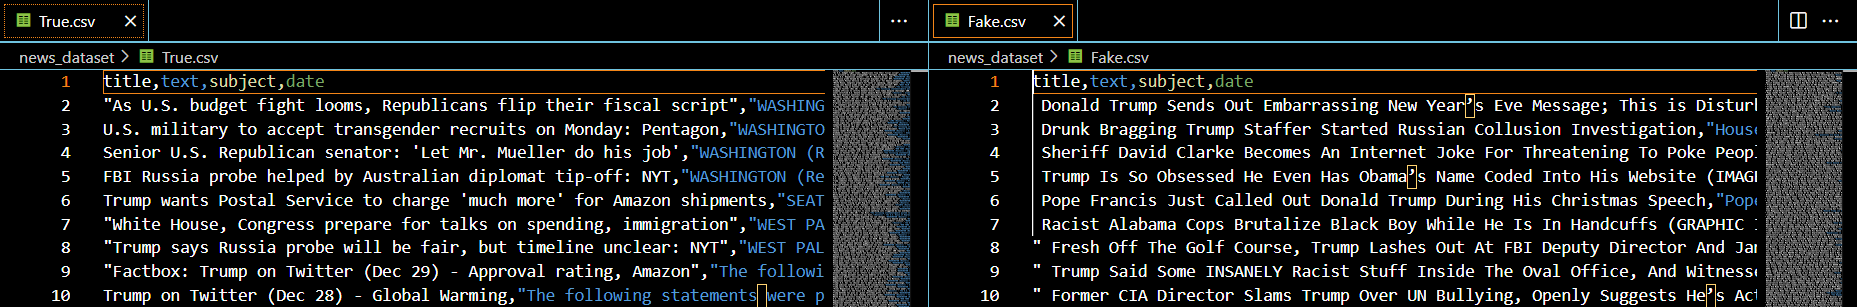 True.csv
news_dataset > True.csv
1 title,text,subject,date
2 "As U.S. budget fight looms, Republicans flip their fiscal script","WASHING
3 U.S. military to accept transgender recruits on Monday: Pentagon,"WASHINGTO
4 Senior U.S. Republican senator: 'Let Mr. Mueller do his job',"WASHINGTON (R
5 FBI Russia probe helped by Australian diplomat tip-off: NYT,"WASHINGTON (Re
6 Trump wants Postal Service to charge 'much more' for Amazon shipments,"SEAT
7 "White House, Congress prepare for talks on spending, immigration","WEST PA
8 "Trump says Russia probe will be fair, but timeline unclear: NYT","WEST PAL
9 "Factbox: Trump on Twitter (Dec 29) - Approval rating, Amazon","The followi
10 Trump on Twitter (Dec 28) - Global Warming,"The following statements were p
Fake.csv
news_dataset > Fake.csv
1 title,text,subject,date
2 Donald Trump Sends Out Embarrassing New Year’s Eve Message; This is Disturb
3 Drunk Bragging Trump Staffer Started Russian Collusion Investigation,"House
4 Sheriff David Clarke Becomes An Internet Joke For Threatening To Poke Peopl
5 Trump Is So Obsessed He Even Has Obama’s Name Coded Into His Website (IMAG
6 Pope Francis Just Called Out Donald Trump During His Christmas Speech,"Pope
7 Racist Alabama Cops Brutalize Black Boy While He Is In Handcuffs (GRAPHIC I
8 " Fresh Off The Golf Course, Trump Lashes Out At FBI Deputy Director And Jam
9 " Trump Said Some INSANELY Racist Stuff Inside The Oval Office, And Witnesse
10 " Former CIA Director Slams Trump Over UN Bullying, Openly Suggests He’s Act